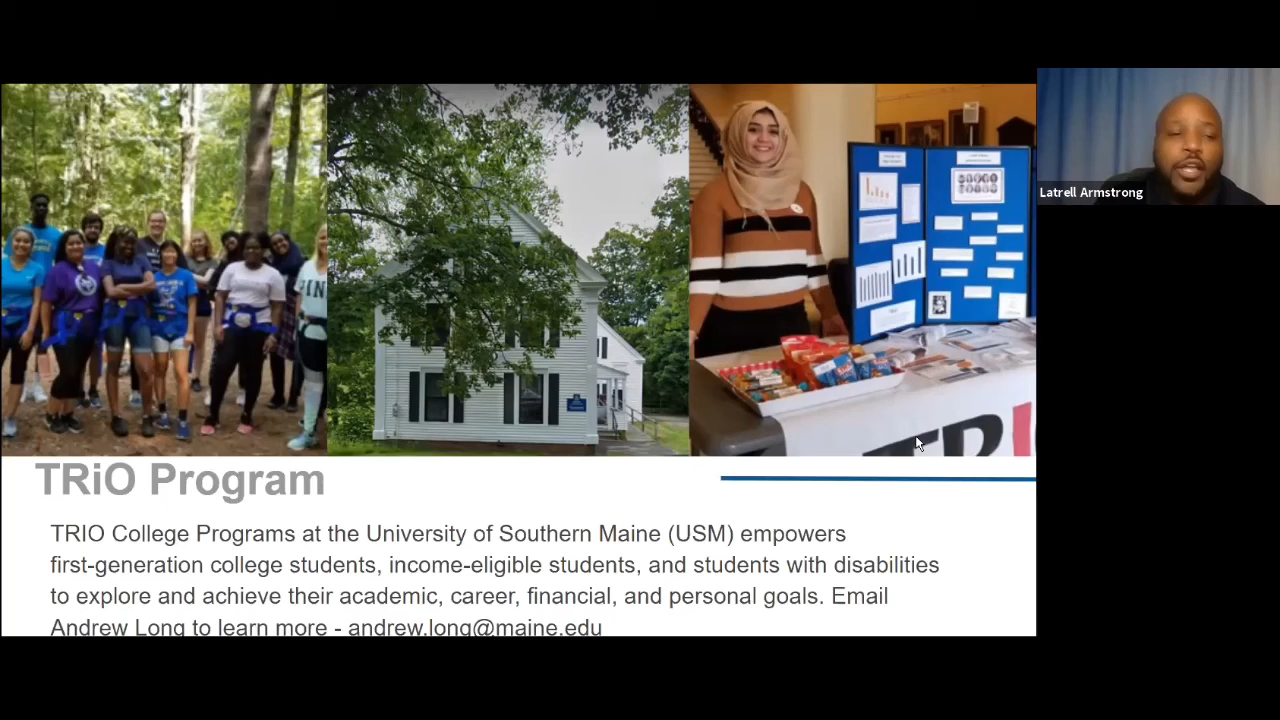 Latrell Armstrong
TRiO Program
TRIO College Programs at the University of Southern Maine (USM) empowers
first-generation college students, income-eligible students, and students with disabilities
to explore and achieve their academic, career, financial, and personal goals. Email
Andrew Long to learn more - andrew.long@maine.edu